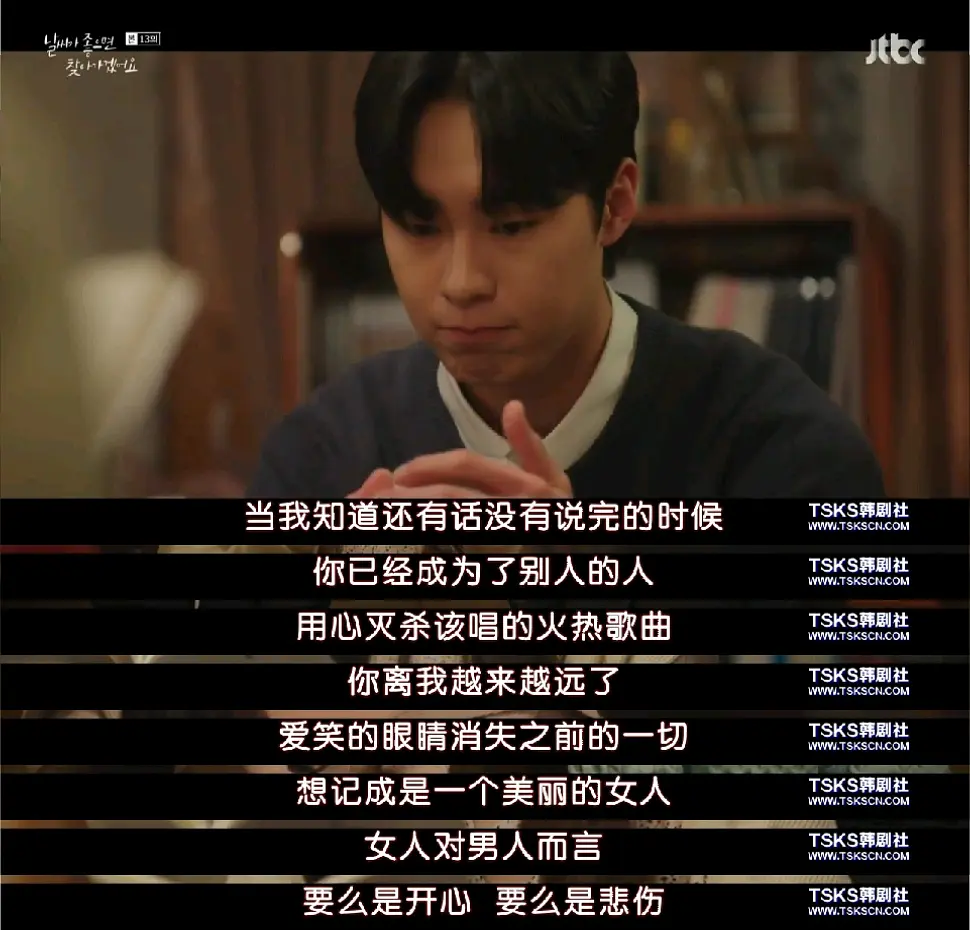 날씨가 좋으면 본 13회
찾아가겠어요
jtbc
当我知道还有话没有说完的时候
TSKS韩剧社
WWW.TSKSCN.COM
你已经成为了别人的人
TSKS韩剧社
WWW.TSKSCN.COM
用心灭杀该唱的火热歌曲
TSKS韩剧社
WWW.TSKSCN.COM
你离我越来越远了
TSKS韩剧社
WWW.TSKSCN.COM
爱笑的眼睛消失之前的一切
TSKS韩剧社
WWW.TSKSCN.COM
想记成是一个美丽的女人
TSKS韩剧社
WWW.TSKSCN.COM
女人对男人而言
TSKS韩剧社
WWW.TSKSCN.COM
要么是开心 要么是悲伤
TSKS韩剧社
WWW.TSKSCN.COM